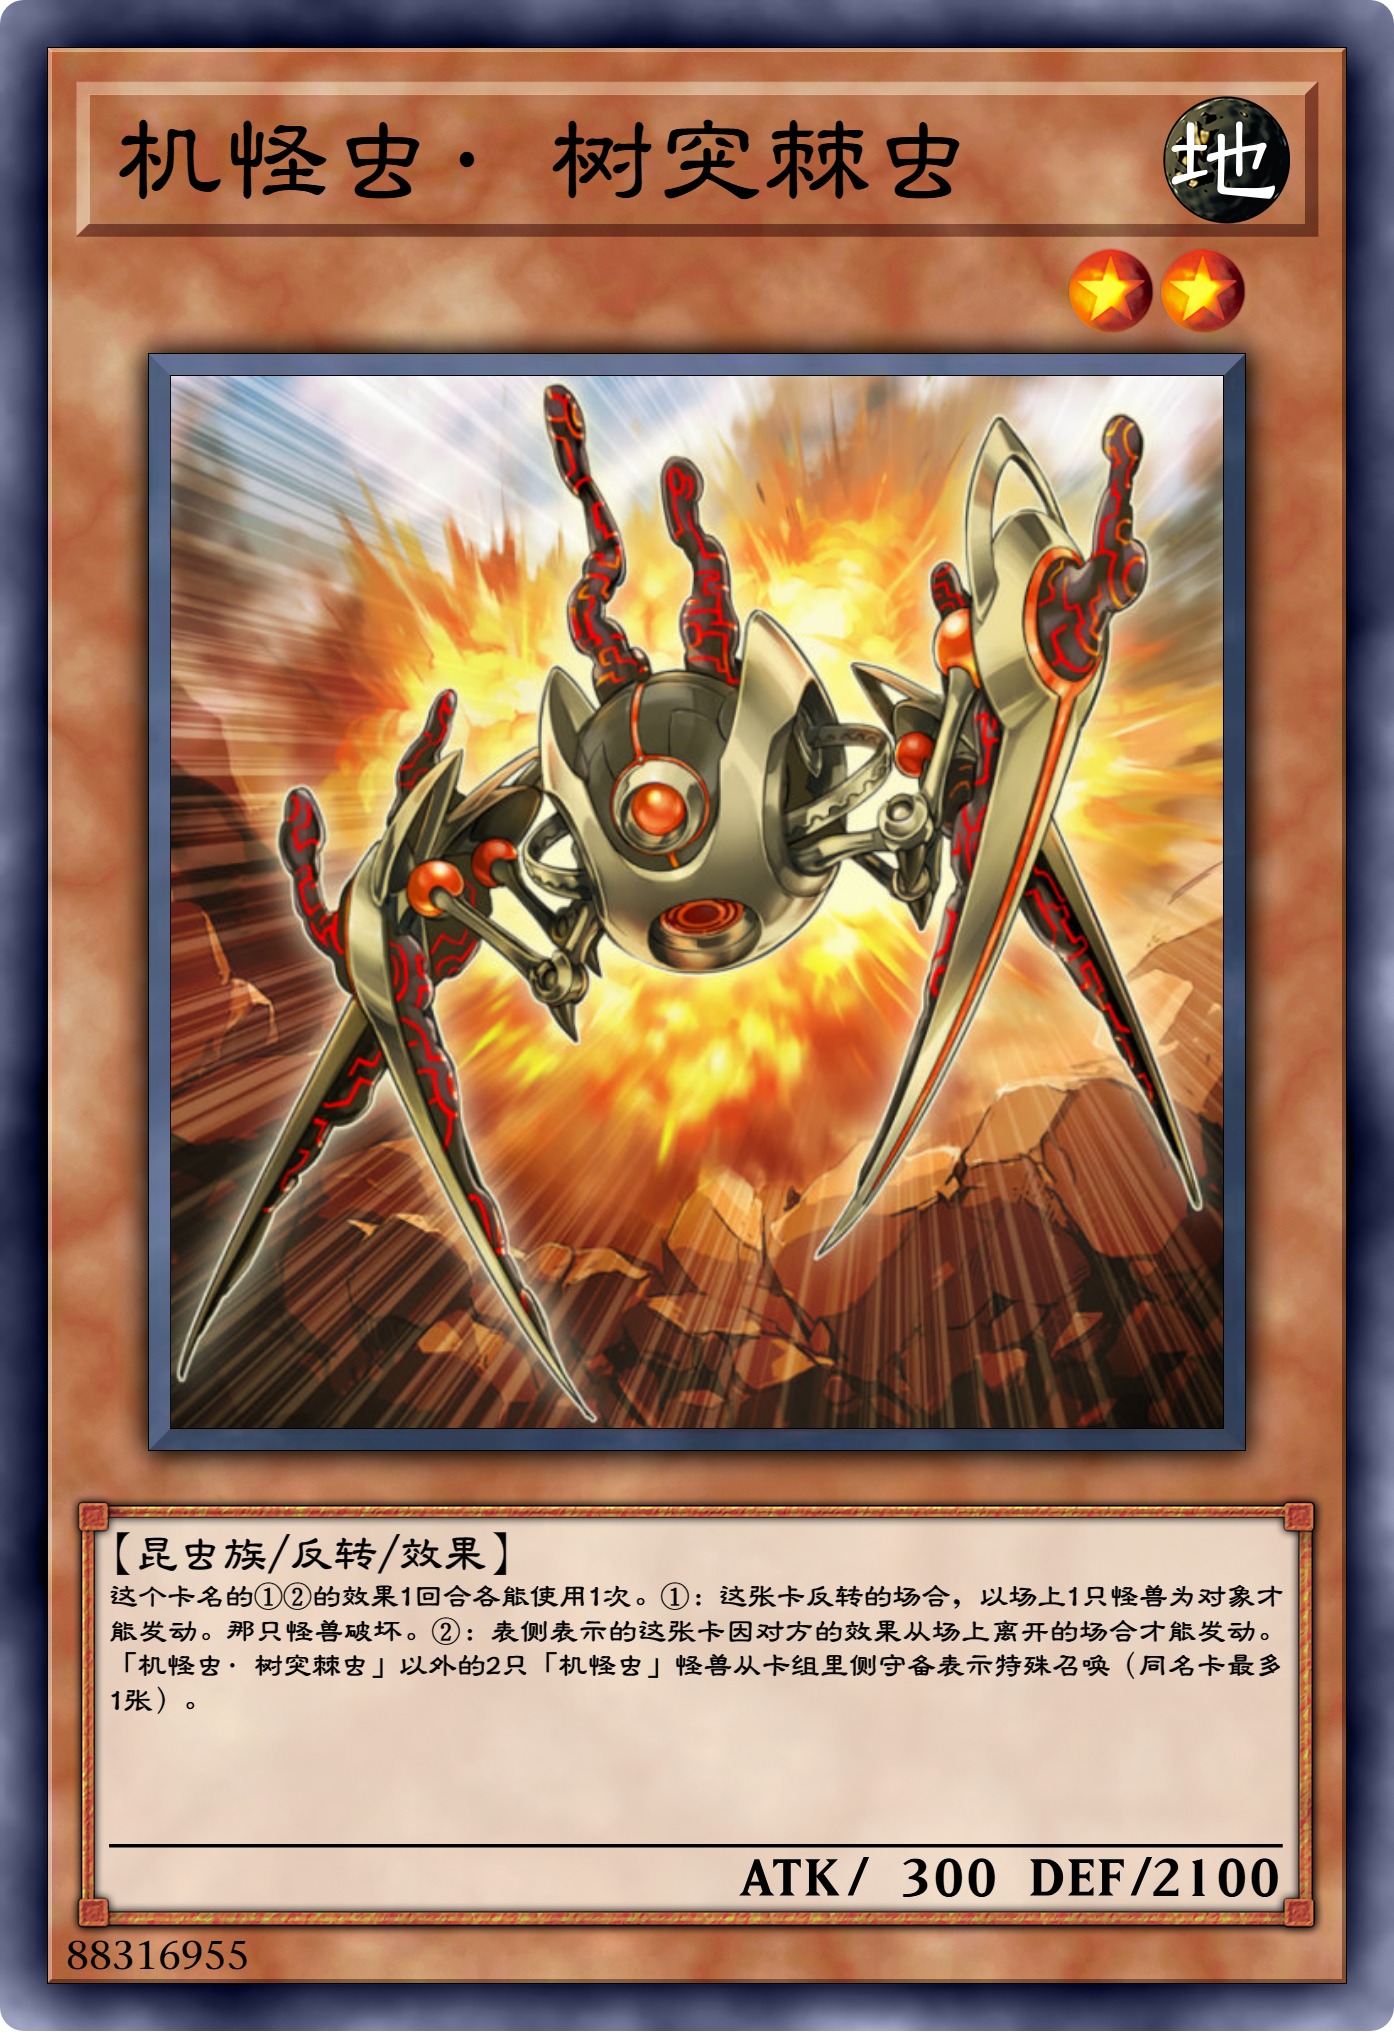 机怪虫·树突棘虫
地
【昆虫族/反转/效果】
这个卡名的①②的效果1回合各能使用1次。①：这张卡反转的场合，以场上1只怪兽为对象才
能发动。那只怪兽破坏。②：表侧表示的这张卡因对方的效果从场上离开的场合才能发动。
「机怪虫·树突棘虫」以外的2只「机怪虫」怪兽从卡组里侧守备表示特殊召唤（同名卡最多
1张）。
ATK/ 300 DEF/2100
88316955